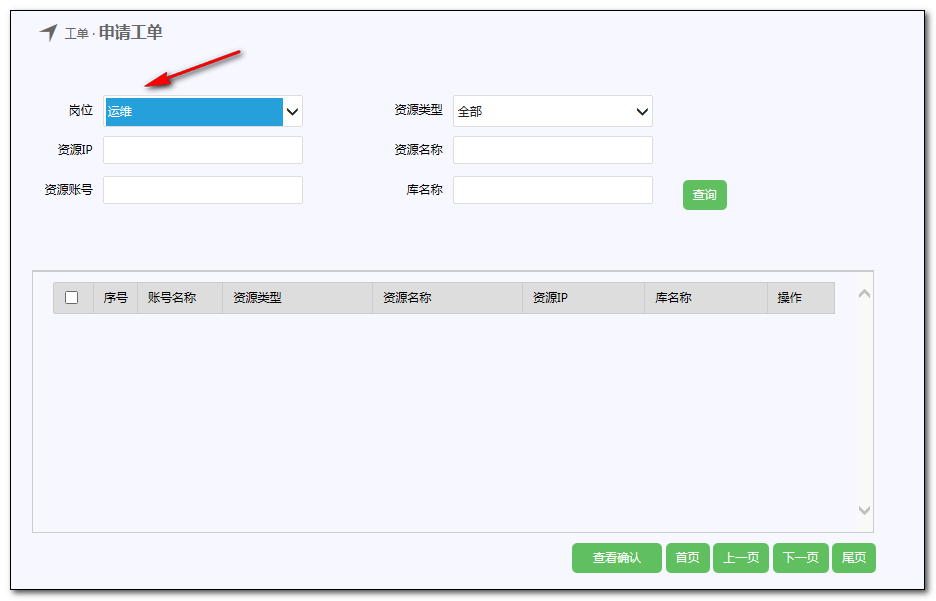 工单 · 申请工单
岗位 运维 资源类型 全部
资源IP 资源名称
资源账号 库名称 查询
序号 账号名称 资源类型 资源名称 资源IP 库名称 操作
查看确认 首页 上一页 下一页 尾页